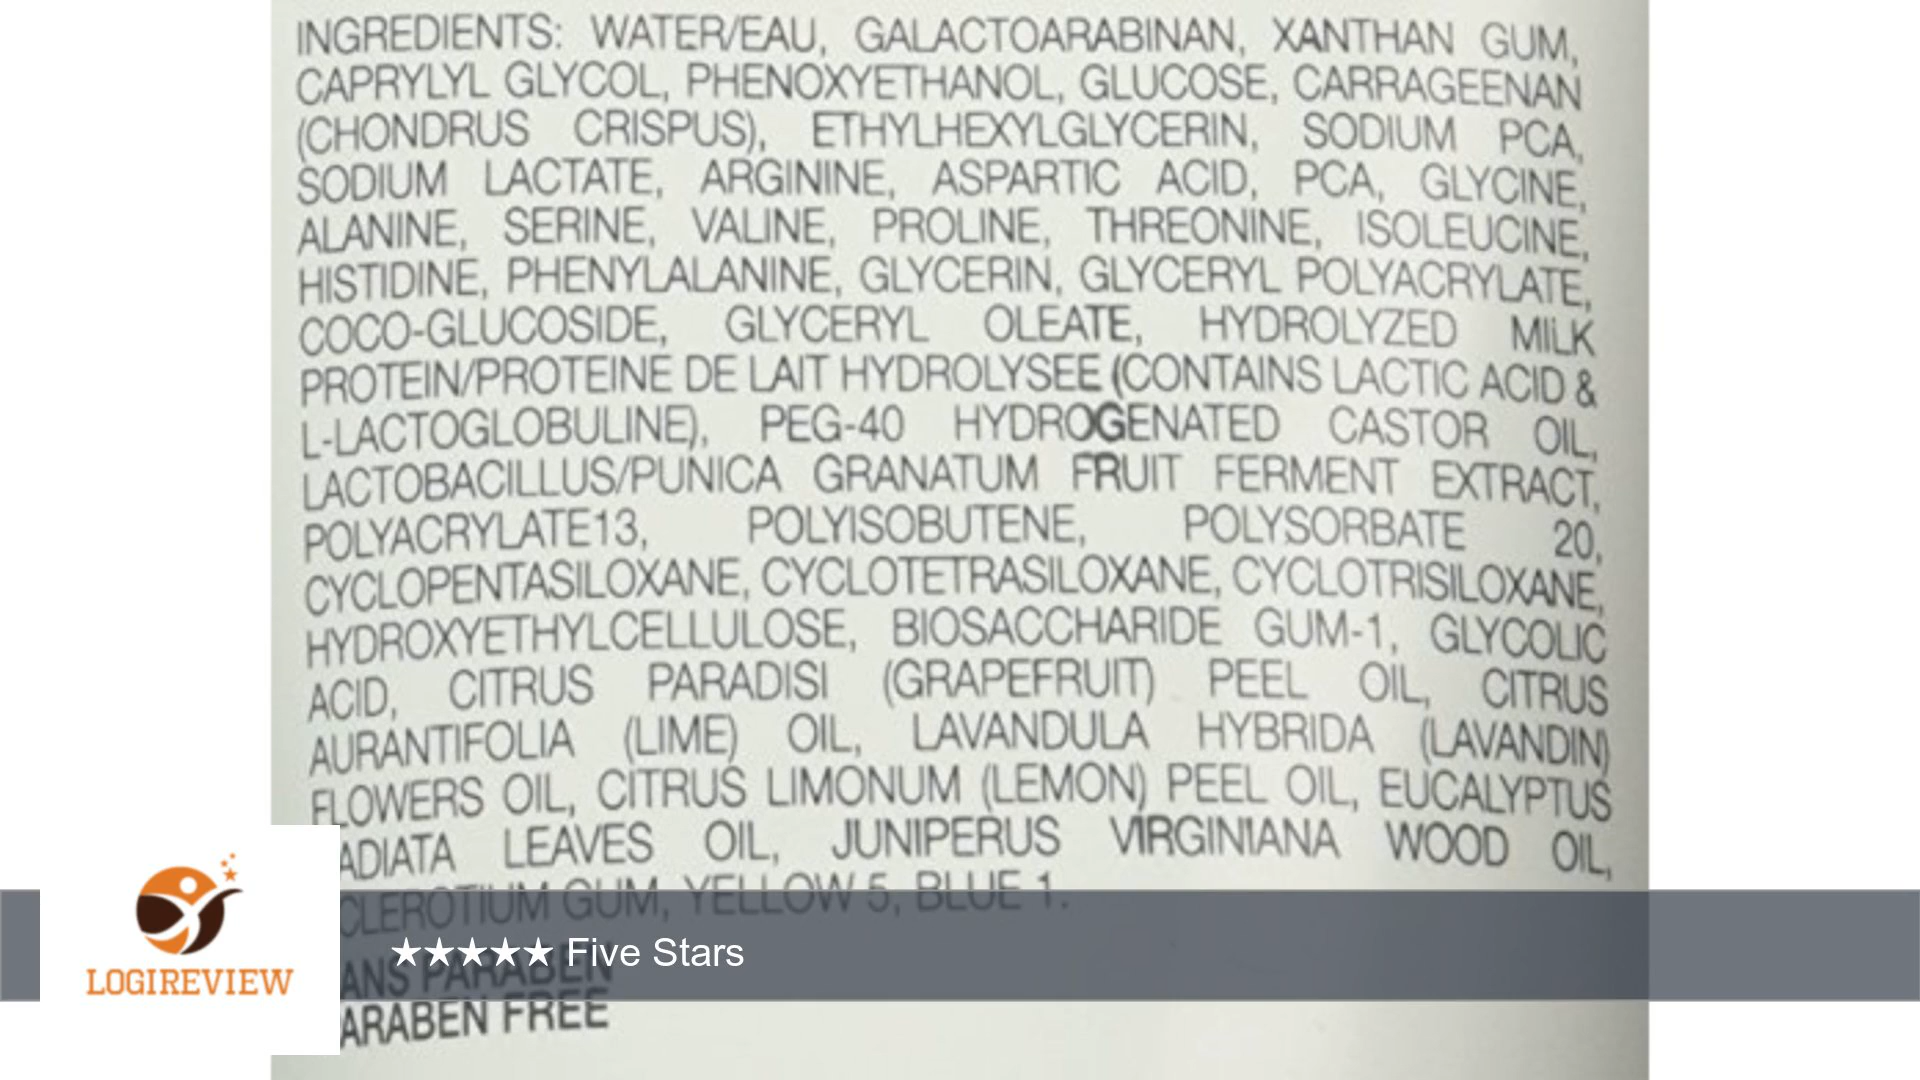 INGREDIENTS: WATER/EAU, GALACTOARABINAN, XANTHAN GUM,
CAPRYLYL GLYCOL, PHENOXYETHANOL, GLUCOSE, CARRAGEENAN
(CHONDRUS CRISPUS), ETHYLHEXYLGLYCERIN, SODIUM PCA,
SODIUM LACTATE, ARGININE, ASPARTIC ACID, PCA, GLYCINE,
ALANINE, SERINE, VALINE, PROLINE, THREONINE, ISOLEUCINE,
HISTIDINE, PHENYLALANINE, GLYCERIN, GLYCERYL POLYACRYLATE,
COCO-GLUCOSIDE, GLYCERYL OLEATE, HYDROLYZED MILK
PROTEIN/PROTEINE DE LAIT HYDROLYSEE (CONTAINS LACTIC ACID &
L-LACTOGLOBULINE), PEG-40 HYDROGENATED CASTOR OIL,
LACTOBACILLUS/PUNICA GRANATUM FRUIT FERMENT EXTRACT,
POLYACRYLATE13, POLYISOBUTENE, POLYSORBATE 20,
CYCLOPENTASILOXANE, CYCLOTETRASILOXANE, CYCLOTRISILOXANE,
HYDROXYETHYLCELLULOSE, BIOSACCHARIDE GUM-1, GLYCOLIC
ACID, CITRUS PARADISI (GRAPEFRUIT) PEEL OIL, CITRUS
AURANTIFOLIA (LIME) OIL, LAVANDULA HYBRIDA (LAVANDIN)
FLOWERS OIL, CITRUS LIMONUM (LEMON) PEEL OIL, EUCALYPTUS
ADIATA LEAVES OIL, JUNIPERUS VIRGINIANA WOOD OIL,
CLEROTIUM GUM, YELLOW 5, BLUE 1.
★★★★★ Five Stars
ANS PARABEN
ARABEN FREE
LOGIREVIEW